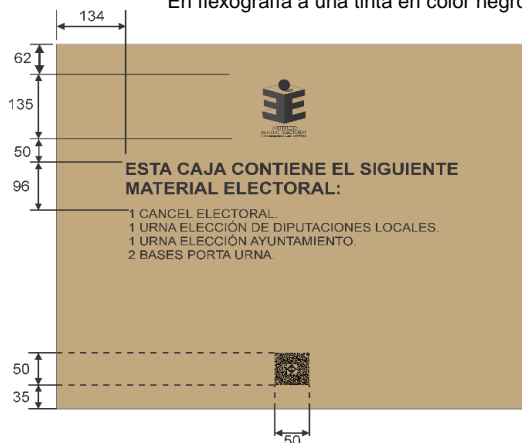 En flexografía a una tinta en color negro
134
62
135
50
96
INSTITUTO
ESTA CAJA CONTIENE EL SIGUIENTE
MATERIAL ELECTORAL:
1 CANCEL ELECTORAL.
1 URNA ELECCIÓN DE DIPUTACIONES LOCALES.
1 URNA ELECCIÓN AYUNTAMIENTO.
2 BASES PORTA URNA.
50
35
50